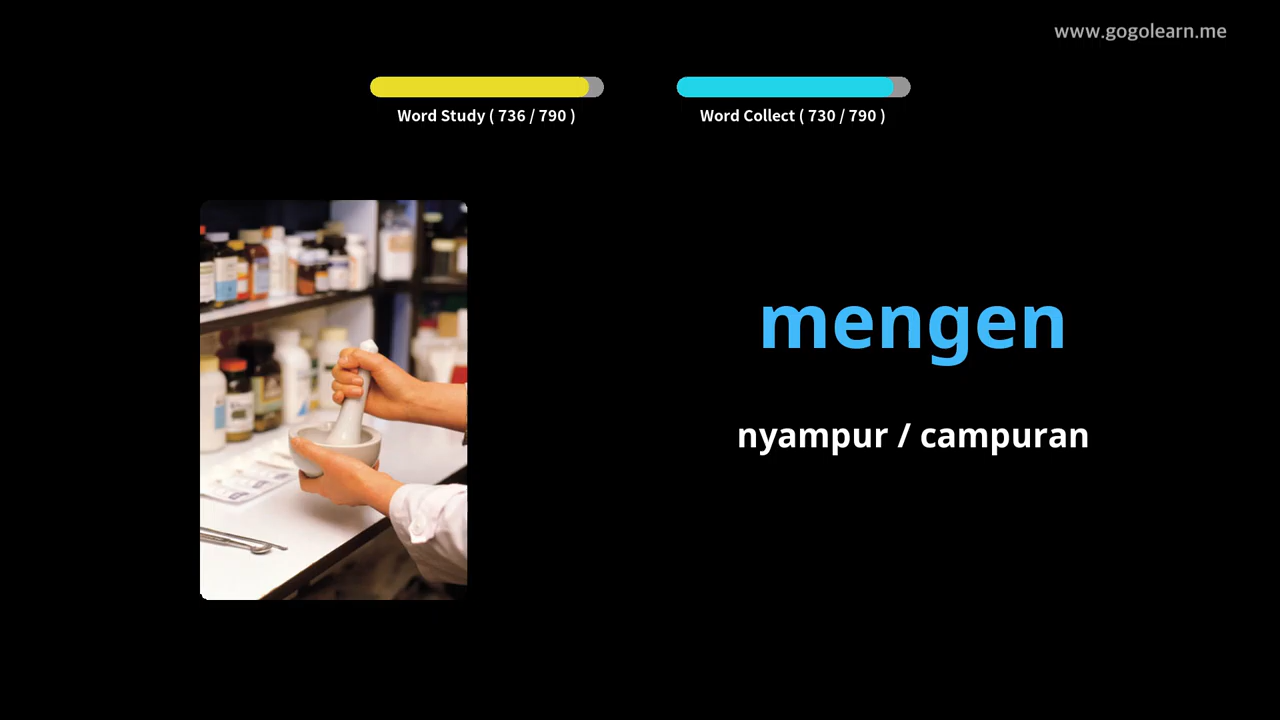 www.gogolearn.me
Word Study ( 736 / 790 )
Word Collect ( 730 / 790 )
mengen
nyampur / campuran